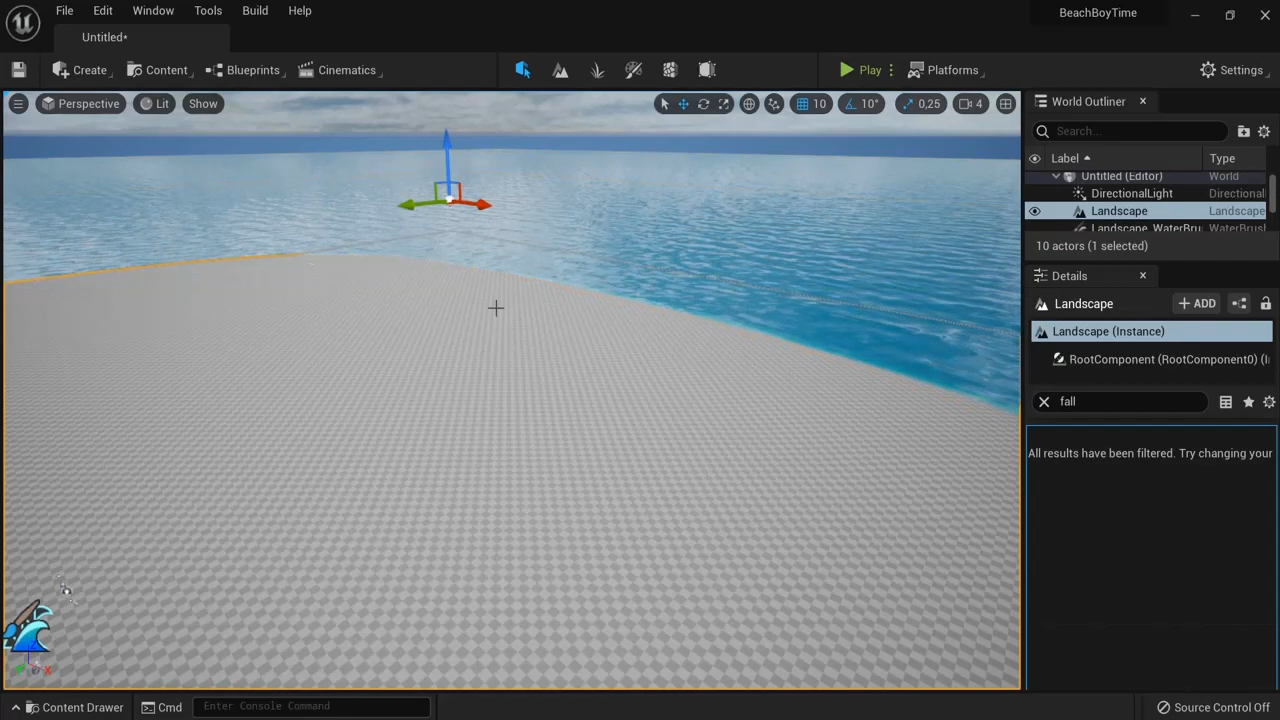 File Edit Window Tools Build Help
BeachBoyTime
Untitled*
Create Content Blueprints Cinematics Play Platforms Settings
Perspective Lit Show 10 10° 0,25 4
World Outliner
Search...
Label Type
Untitled (Editor) World
DirectionalLight Directional
Landscape Landscape
Landscape_WaterBru WaterBrus
10 actors (1 selected)
Details
Landscape ADD
Landscape (Instance)
RootComponent (RootComponent0) (I
fall
All results have been filtered. Try changing your
Content Drawer Cmd Enter Console Command Source Control Off